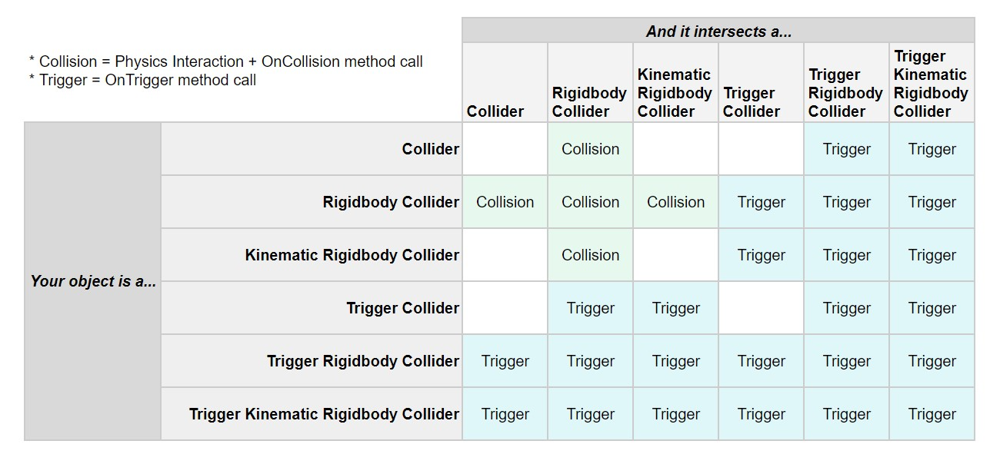 And it intersects a...
* Collision = Physics Interaction + OnCollision method call
* Trigger = OnTrigger method call
Collider
Rigidbody
Collider
Kinematic
Rigidbody
Collider
Trigger
Collider
Trigger
Rigidbody
Collider
Trigger
Kinematic
Rigidbody
Collider
Your object is a...
Collider Collision Trigger Trigger
Rigidbody Collider Collision Collision Collision Trigger Trigger Trigger
Kinematic Rigidbody Collider Collision Trigger Trigger Trigger
Trigger Collider Trigger Trigger Trigger Trigger
Trigger Rigidbody Collider Trigger Trigger Trigger Trigger Trigger Trigger
Trigger Kinematic Rigidbody Collider Trigger Trigger Trigger Trigger Trigger Trigger